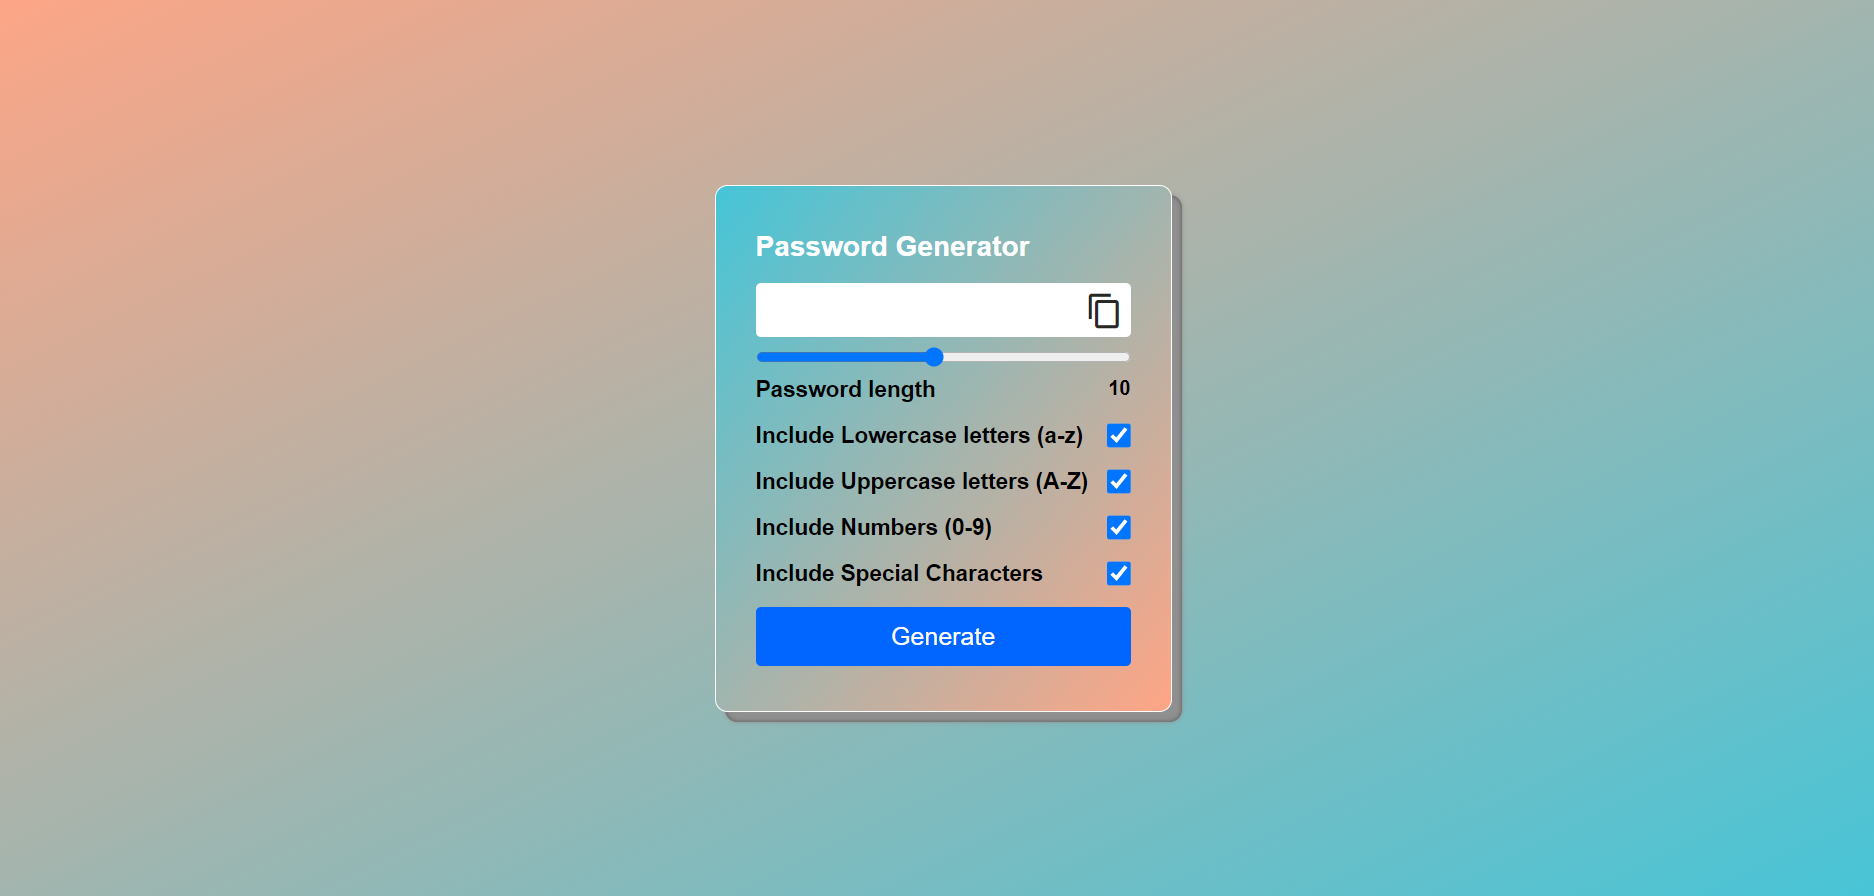 Password Generator
Password length 10
Include Lowercase letters (a-z)
Include Uppercase letters (A-Z)
Include Numbers (0-9)
Include Special Characters
Generate